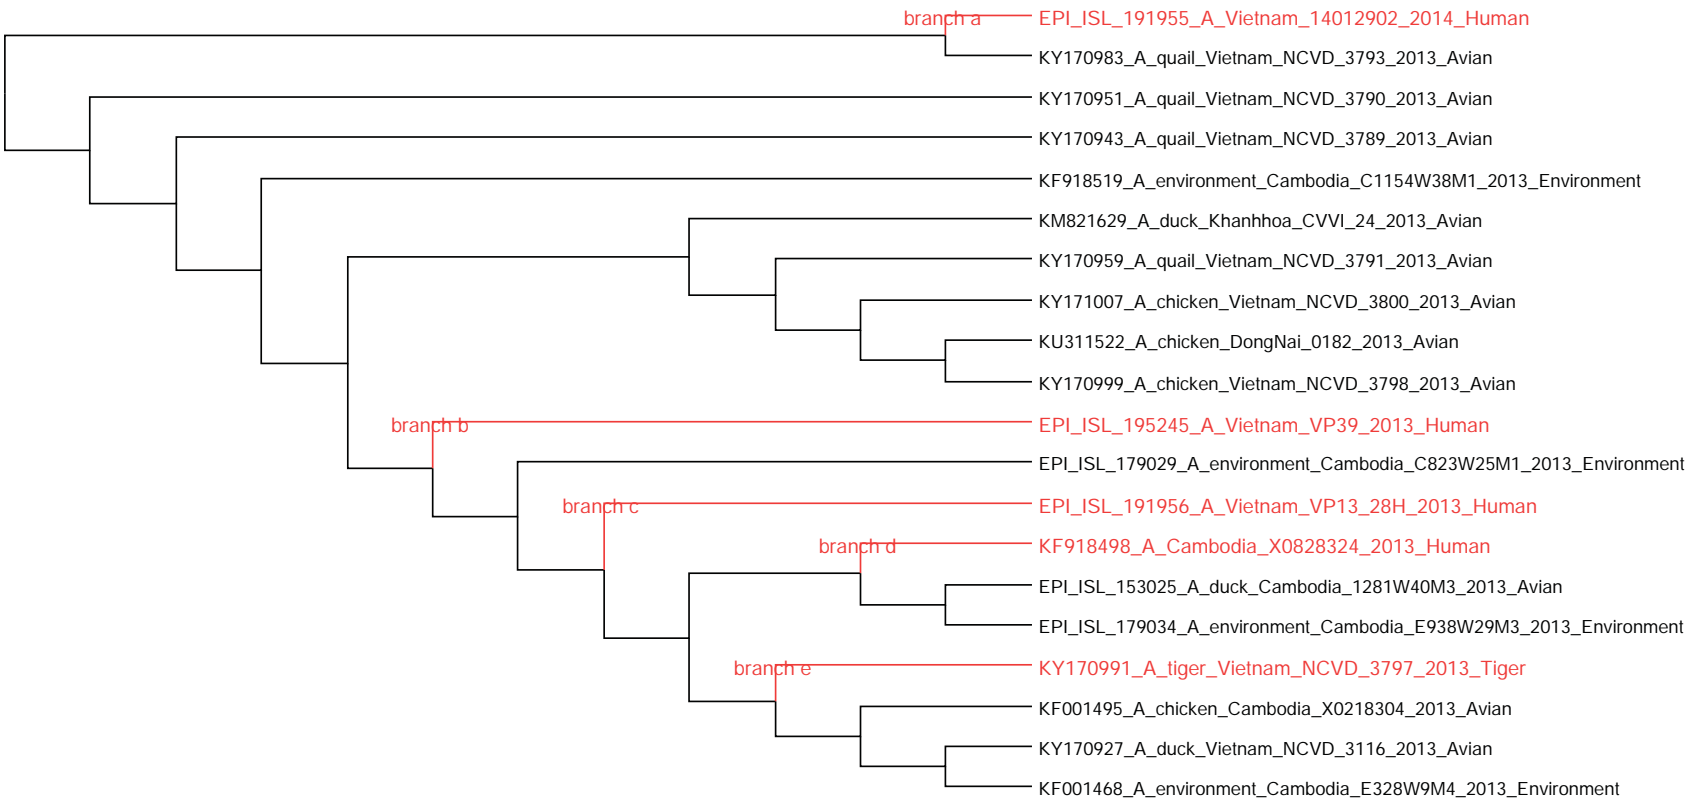 branch a EPI_ISL_191955_A_Vietnam_14012902_2014_Human
KY170983_A_quail_Vietnam_NCVD_3793_2013_Avian
KY170951_A_quail_Vietnam_NCVD_3790_2013_Avian
KY170943_A_quail_Vietnam_NCVD_3789_2013_Avian
KF918519_A_environment_Cambodia_C1154W38M1_2013_Environment
KM821629_A_duck_Khanhhoa_CVVI_24_2013_Avian
KY170959_A_quail_Vietnam_NCVD_3791_2013_Avian
KY171007_A_chicken_Vietnam_NCVD_3800_2013_Avian
KU311522_A_chicken_DongNai_0182_2013_Avian
KY170999_A_chicken_Vietnam_NCVD_3798_2013_Avian
branch b EPI_ISL_195245_A_Vietnam_VP39_2013_Human
EPI_ISL_179029_A_environment_Cambodia_C823W25M1_2013_Environment
branch c EPI_ISL_191956_A_Vietnam_VP13_28H_2013_Human
branch d KF918498_A_Cambodia_X0828324_2013_Human
EPI_ISL_153025_A_duck_Cambodia_1281W40M3_2013_Avian
EPI_ISL_179034_A_environment_Cambodia_E938W29M3_2013_Environment
branch e KY170991_A_tiger_Vietnam_NCVD_3797_2013_Tiger
KF001495_A_chicken_Cambodia_X0218304_2013_Avian
KY170927_A_duck_Vietnam_NCVD_3116_2013_Avian
KF001468_A_environment_Cambodia_E328W9M4_2013_Environment